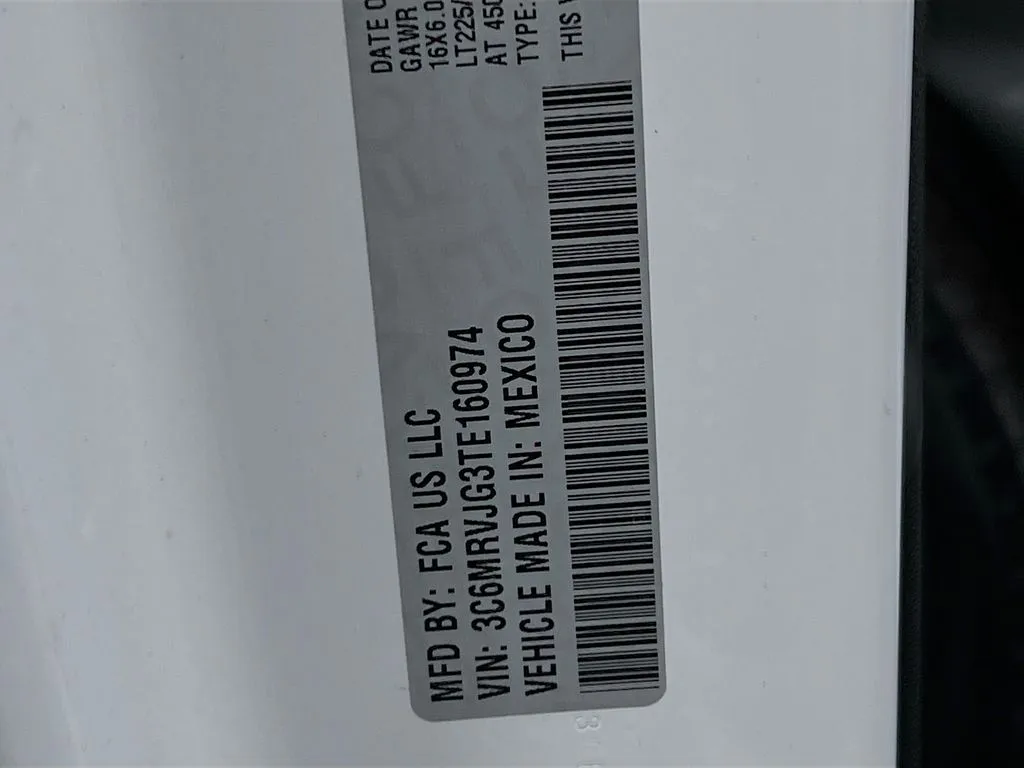 MFD BY: FCA US LLC
VIN: 3C6MRVJG3TE160974
VEHICLE MADE IN: MEXICO
DATE O
GAWR
16X6.0
LT225/
AT 450
TYPE:
THIS